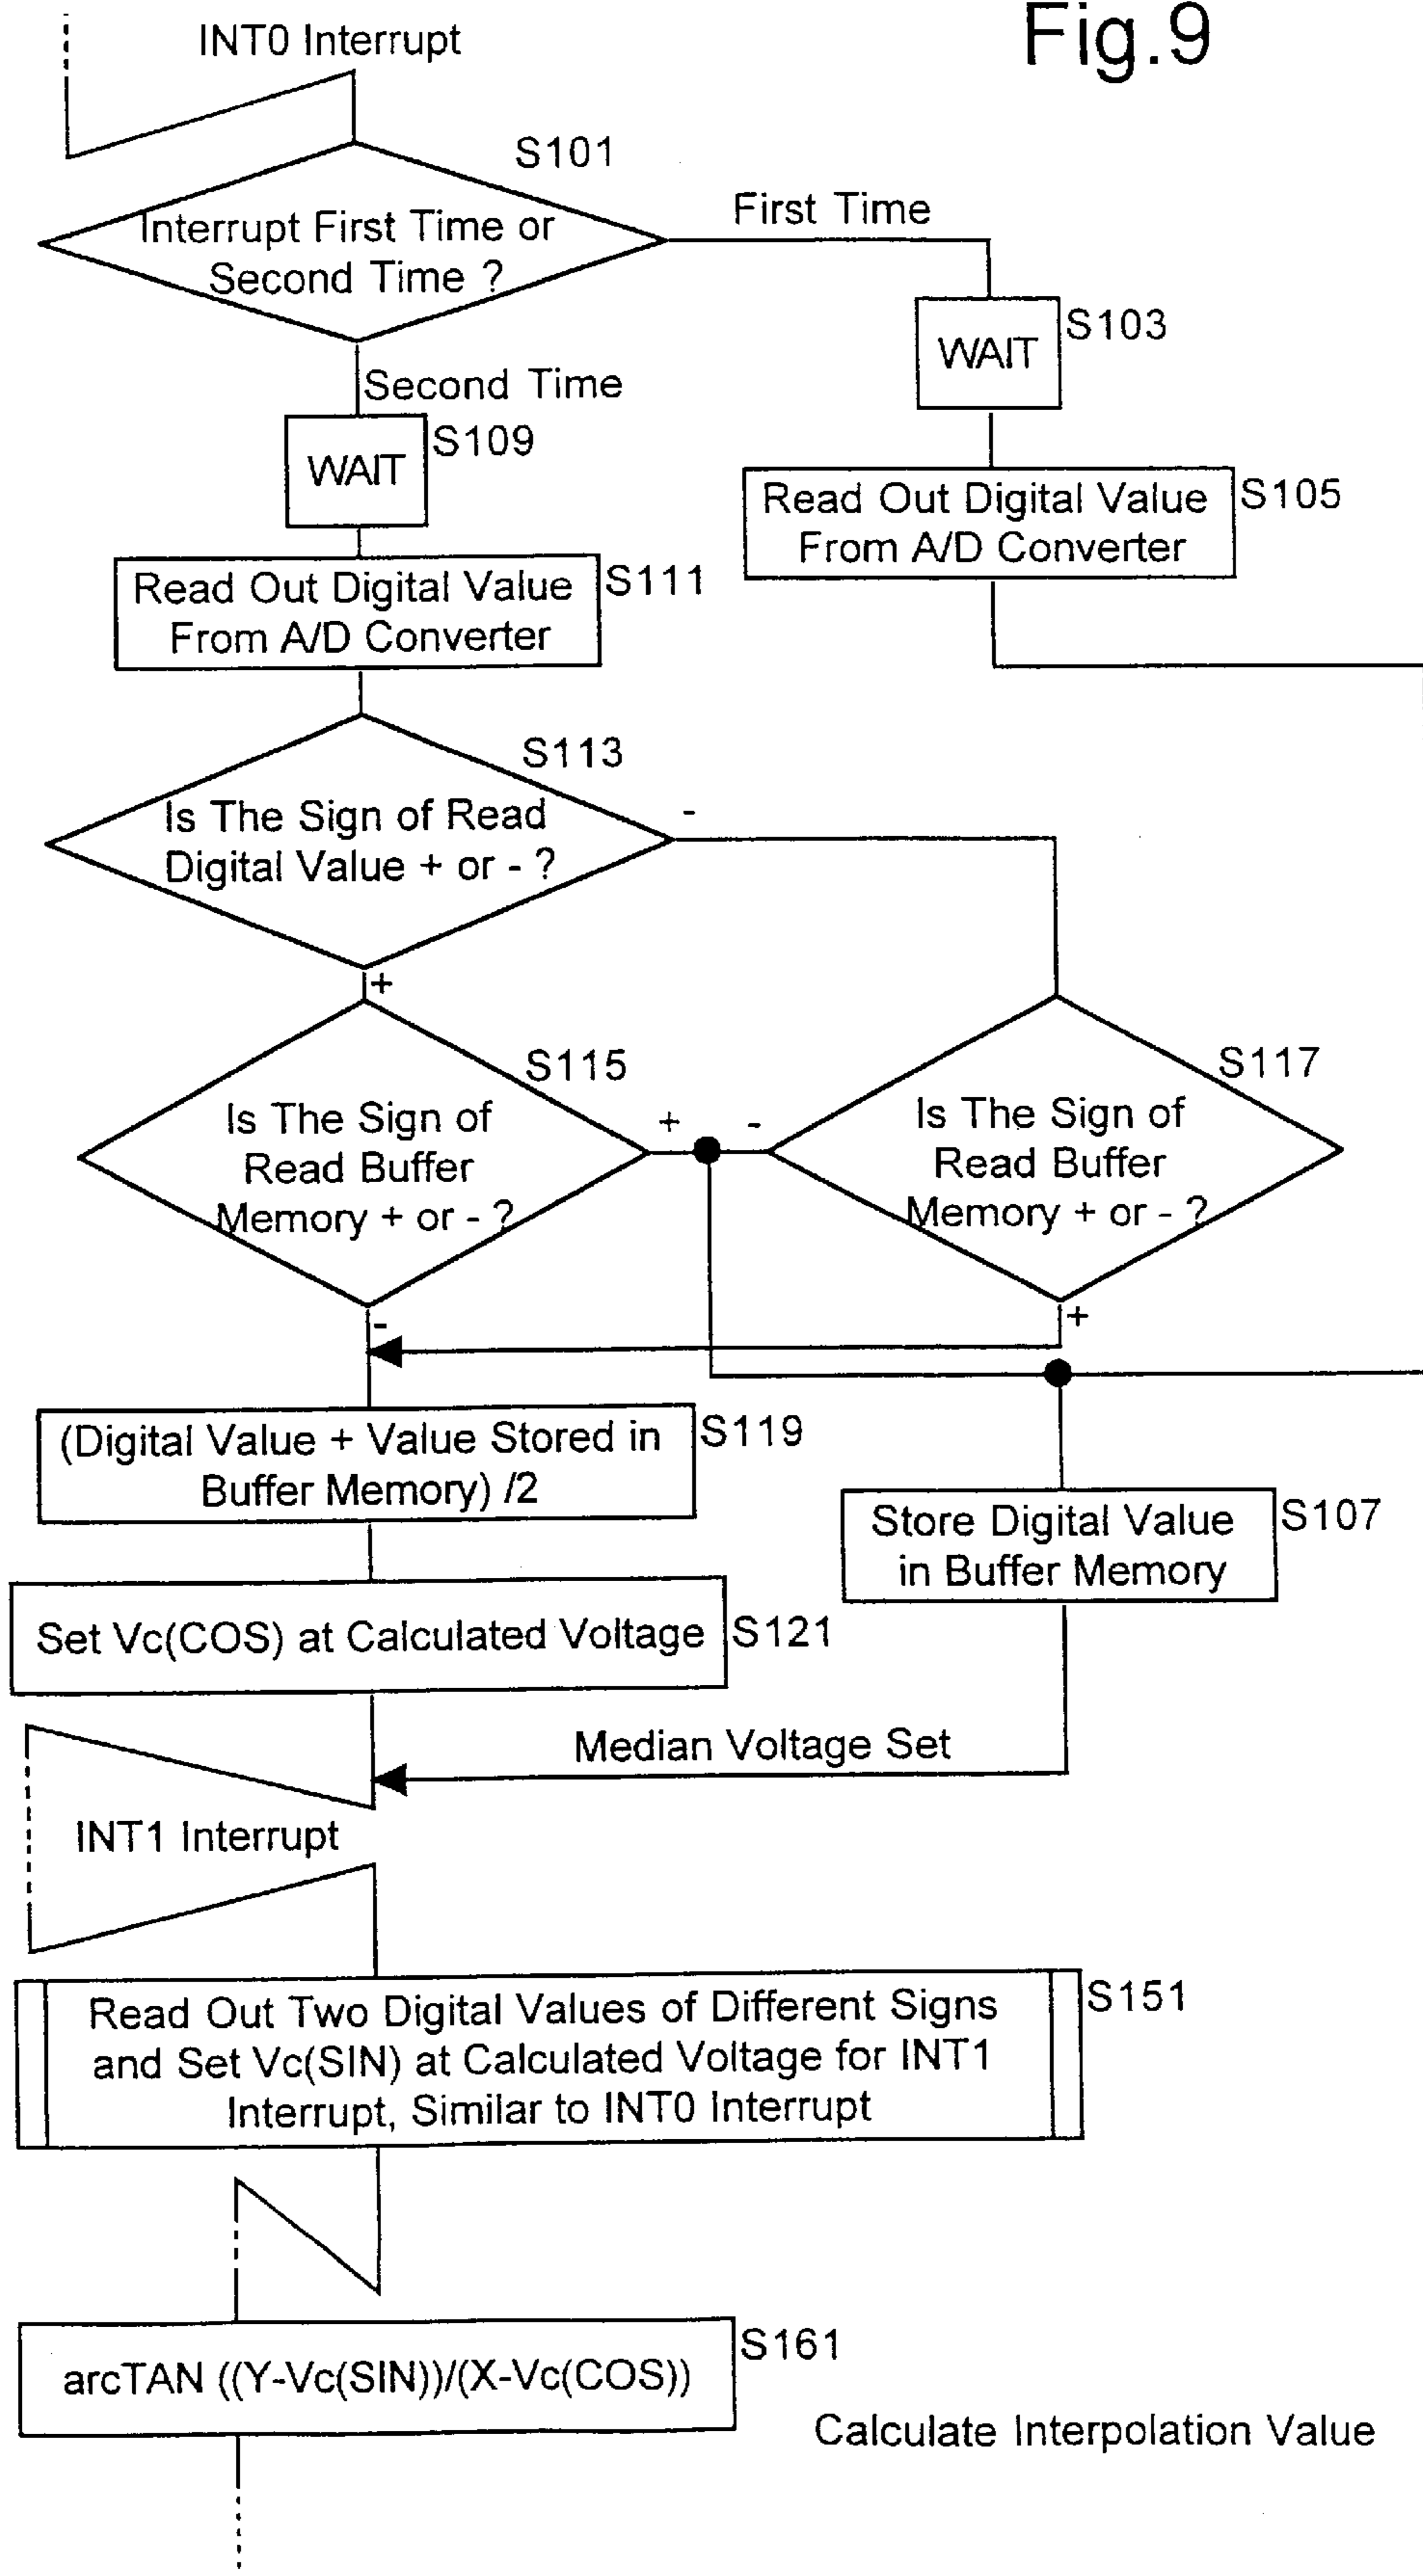 Fig.9
INT0 Interrupt
S101
Interrupt First Time or
Second Time ?
First Time
S103
WAIT
Second Time
S109
WAIT
S105
Read Out Digital Value
From A/D Converter
S111
Read Out Digital Value
From A/D Converter
S113
Is The Sign of Read
Digital Value + or - ?
-
+
S115
Is The Sign of
Read Buffer
Memory + or - ?
+
-
S117
Is The Sign of
Read Buffer
Memory + or - ?
-
+
(Digital Value + Value Stored in
Buffer Memory) /2
S119
Store Digital Value
in Buffer Memory
S107
Set Vc(COS) at Calculated Voltage
S121
Median Voltage Set
INT1 Interrupt
Read Out Two Digital Values of Different Signs
and Set Vc(SIN) at Calculated Voltage for INT1
Interrupt, Similar to INT0 Interrupt
S151
arcTAN ((Y-Vc(SIN))/(X-Vc(COS))
S161
Calculate Interpolation Value